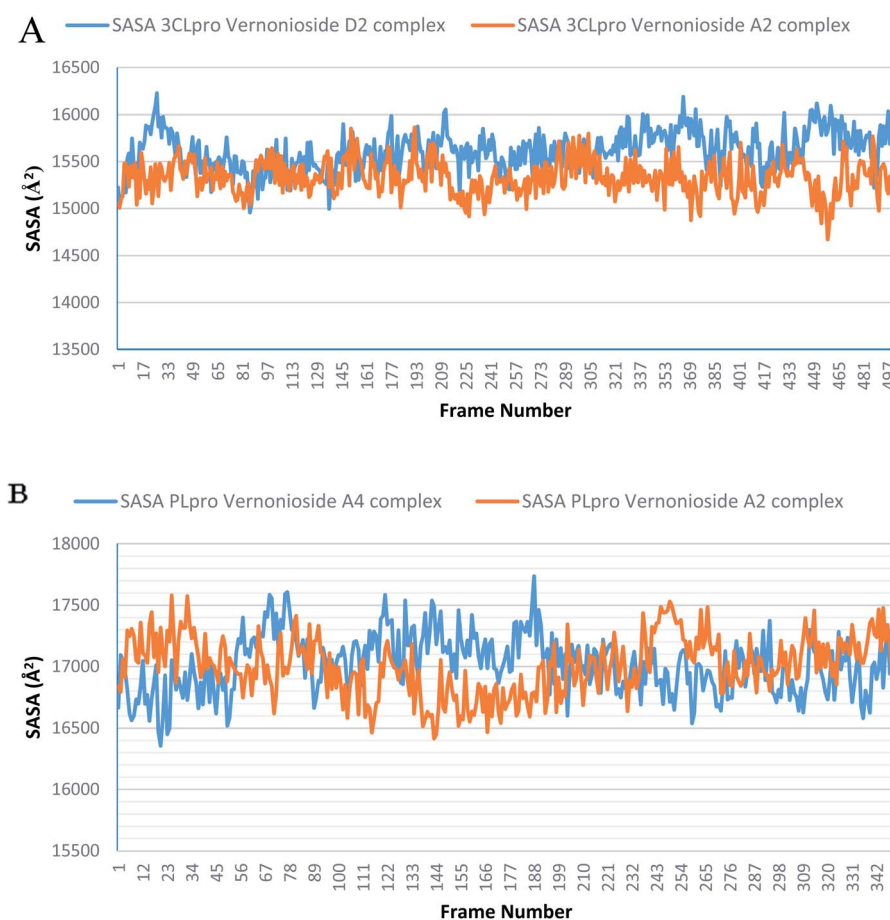 A
SASA 3CLpro Vernonioside D2 complex SASA 3CLpro Vernonioside A2 complex
16500
16000
15500
15000
14500
14000
13500
SASA (Å²)
1 17 33 49 65 81 97 113 129 145 161 177 193 209 225 241 257 273 289 305 321 337 353 369 385 401 417 433 449 465 481 497
Frame Number
B
SASA PLpro Vernonioside A4 complex SASA PLpro Vernonioside A2 complex
18000
17500
17000
16500
16000
15500
SASA (Å²)
1 12 23 34 45 56 67 78 89 100 111 122 133 144 155 166 177 188 199 210 221 232 243 254 265 276 287 298 309 320 331 342
Frame Number